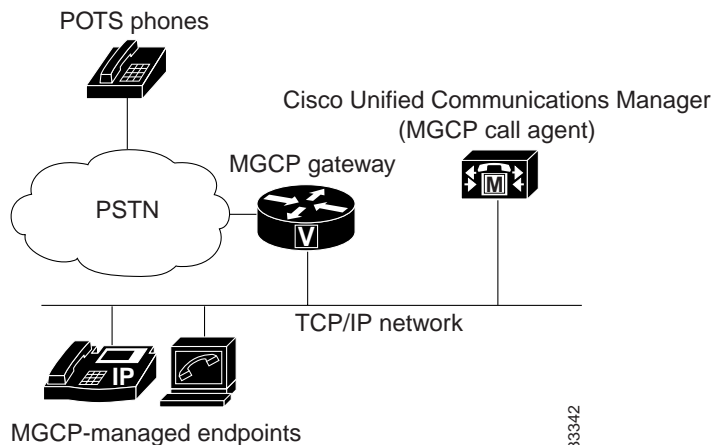 POTS phones
Cisco Unified Communications Manager
(MGCP call agent)
MGCP gateway
M
PSTN
V
TCP/IP network
IP
MGCP-managed endpoints